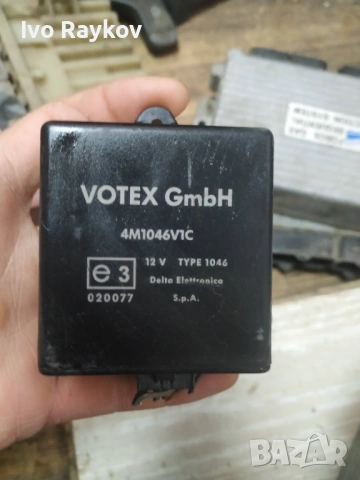 Ivo Raykov
VOTEX GmbH
4M1046V1C
e 3
12 V TYPE 1046
020077
Delta Elettronica
S.p.A.
BAZAR